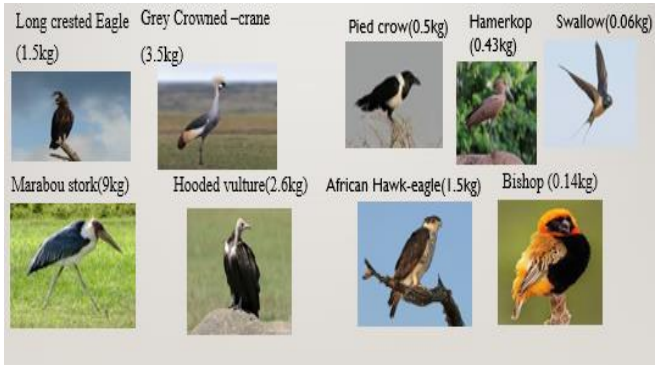 Long crested Eagle
(1.5kg)
Grey Crowned –crane
(3.5kg)
Pied crow(0.5kg)
Hamerkop
(0.43kg)
Swallow(0.06kg)
Marabou stork(9kg)
Hooded vulture(2.6kg)
African Hawk-eagle(1.5kg)
Bishop (0.14kg)